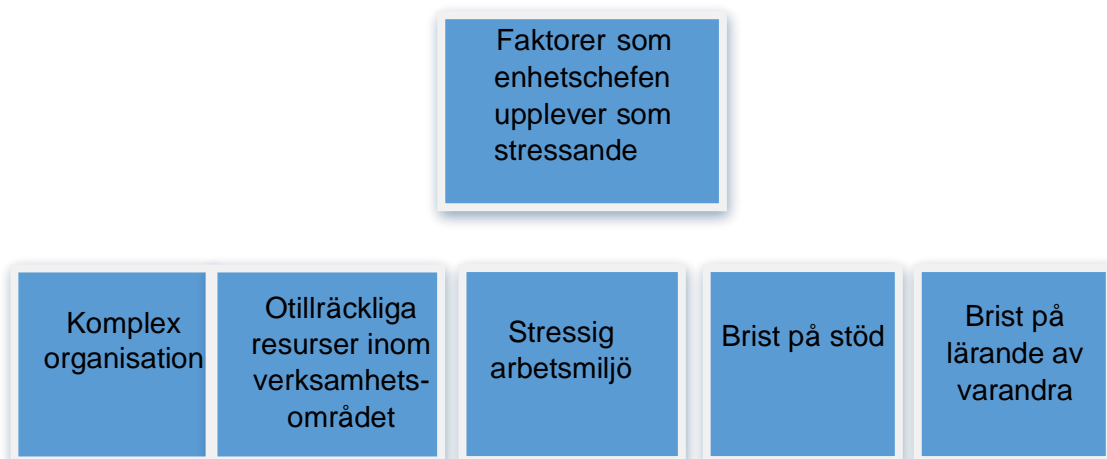 Faktorer som
enhetschefen
upplever som
stressande
Komplex
organisation
Otillräckliga
resurser inom
verksamhets-
området
Stressig
arbetsmiljö
Brist på stöd
Brist på
lärande av
varandra